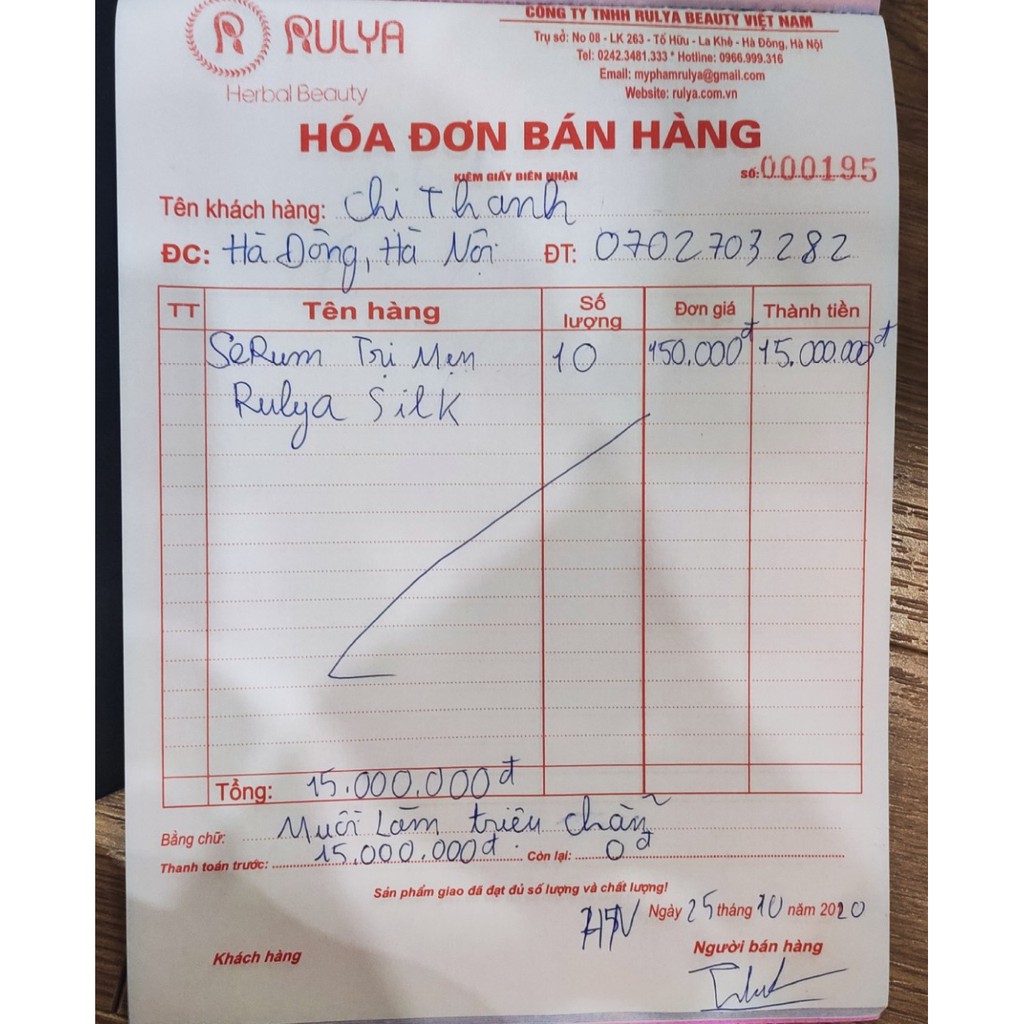 RULYA
Herbal Beauty
CÔNG TY TNHH RULYA BEAUTY VIỆT NAM
Trụ sở: No 08 - LK 263 - Tố Hữu - La Khê - Hà Đông, Hà Nội
Tel: 0242.3481.333 * Hotline: 0966.999.316
Email: myphamrulya@gmail.com
Website: rulya.com.vn
HÓA ĐƠN BÁN HÀNG
KIÊM GIẤY BIÊN NHẬN
Số: 000195
Tên khách hàng: Chi Thanh
ĐC: Hà Đông, Hà Nội ĐT: 0702703282
TT Tên hàng Số lượng Đơn giá Thành tiền
SeRum Trị Mụn 10 150.000đ 15.000.000đ
Rulya Silk
Tổng: 15.000.000đ
Bằng chữ: Mười Lăm triệu chẵn
Thanh toán trước: 15.000.000đ Còn lại: 0đ
Sản phẩm giao đã đạt đủ số lượng và chất lượng!
Ngày 25 tháng 10 năm 2020
Khách hàng Người bán hàng